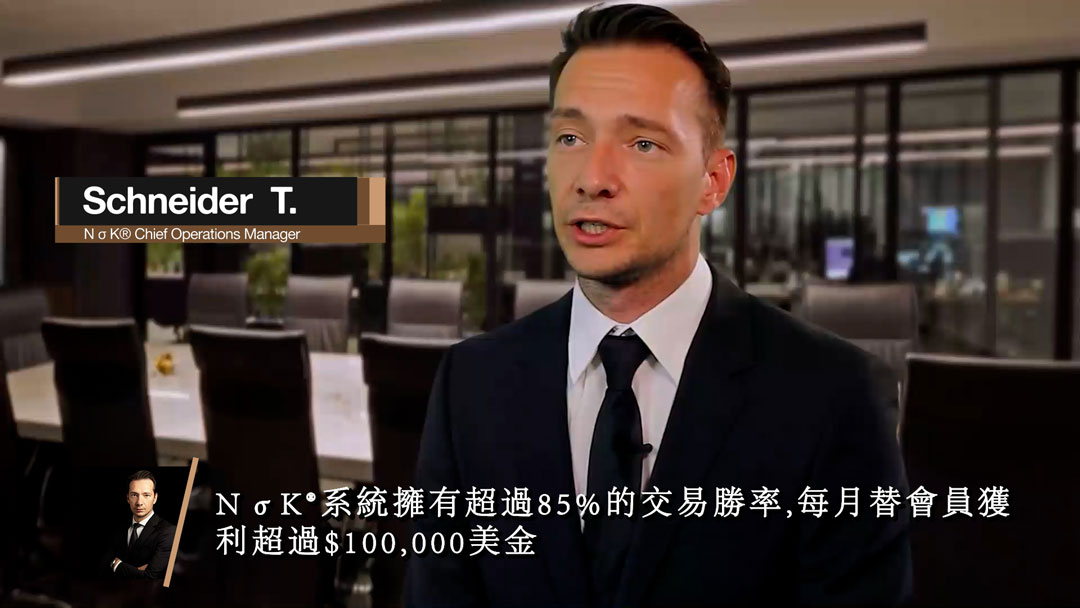 Schneider T.
N σ K® Chief Operations Manager
N σ K®系統擁有超過85%的交易勝率,每月替會員獲
利超過$100,000美金